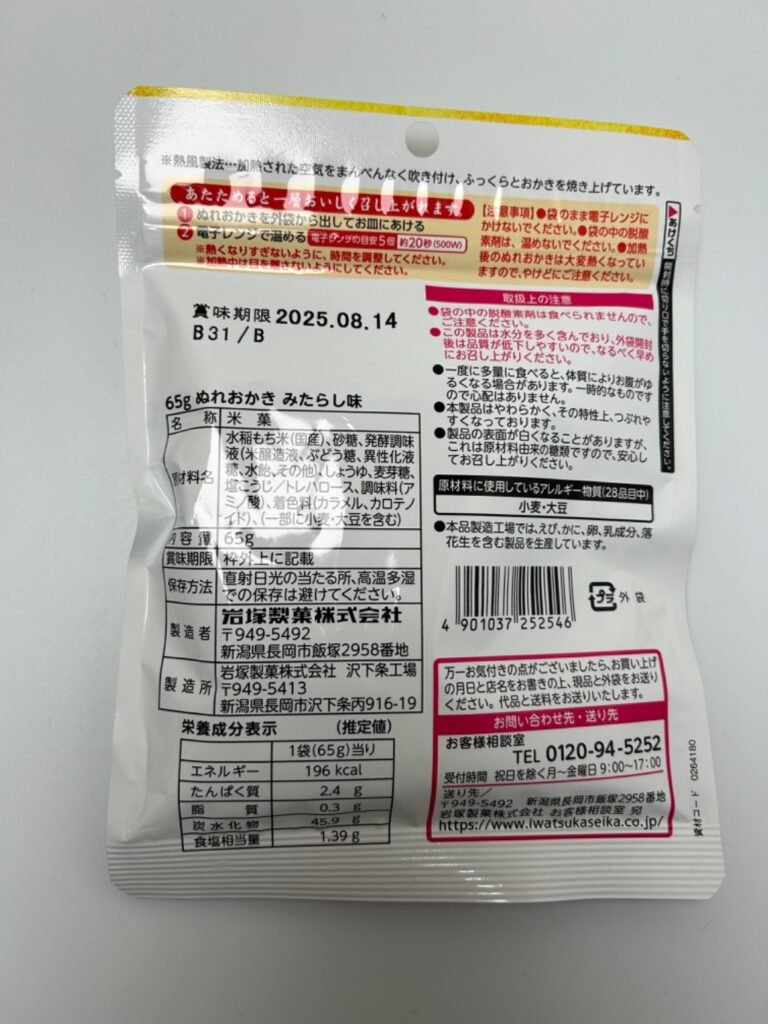 ※熱風製法…加熱された空気をまんべんなく吹き付け、ふっくらとおかきを焼き上げています。
あたためると一層おいしく召し上がれます。
① ぬれおかきを外袋から出してお皿にあける
② 電子レンジで温める 電子レンジの目安 5個 約20秒(500W)
※熱くなりすぎないように、時間を調整してください。
※加熱中は目を離さないようにしてください。
【注意事項】●袋のまま電子レンジに
かけないでください。●袋の中の脱酸
素剤は、温めないでください。●加熱
後のぬれおかきは大変熱くなっていま
すので、やけどにご注意ください。
▶あけくち
開封時に切り口で手を切らないように注意してください。
賞味期限 2025.08.14
B31/B
取扱上の注意
●袋の中の脱酸素剤は食べられませんので、
ご注意ください。
●この製品は水分を多く含んでおり、外袋開封
後は品質が低下しやすいので、なるべく早め
にお召し上がりください。
●一度に多量に食べると、体質によりお腹がゆ
るくなる場合があります。一時的なものです
ので心配はありません。
●本製品はやわらかく、その特性上、つぶれや
すくなっております。
●製品の表面が白くなることがありますが、
これは原材料由来の糖類ですので、安心し
てお召し上がりください。
原材料に使用しているアレルギー物質(28品目中)
小麦・大豆
●本品製造工場では、えび、かに、卵、乳成分、落
花生を含む製品を生産しています。
65g ぬれおかき みたらし味
名 称 米 菓
原材料名 水稲もち米(国産)、砂糖、発酵調味
液(米醸造液、ぶどう糖、異性化液
糖、水飴、その他)、しょうゆ、麦芽糖、
塩こうじ/トレハロース、調味料(ア
ミノ酸)、着色料(カラメル、カロテノ
イド)、(一部に小麦・大豆を含む)
内容量 65g
賞味期限 枠外上に記載
保存方法 直射日光の当たる所、高温多湿
での保存は避けてください。
製造者 岩塚製菓株式会社
〒949-5492
新潟県長岡市飯塚2958番地
製造所 岩塚製菓株式会社 沢下条工場
〒949-5413
新潟県長岡市沢下条丙916-19
栄養成分表示 (推定値)
1袋(65g)当り
エネルギー 196 kcal
たんぱく質 2.4 g
脂 質 0.3 g
炭水化物 45.9 g
食塩相当量 1.39 g
4 901037 252546
プラ 外袋
万一お気付きの点がございましたら、お買い上げ
の月日と店名をお書きの上、現品と外袋をお送り
ください。代品と送料をお送りいたします。
お問い合わせ先・送り先
お客様相談室
TEL 0120-94-5252
受付時間 祝日を除く月~金曜日 9:00~17:00
送り先/
〒949-5492 新潟県長岡市飯塚2958番地
岩塚製菓株式会社 お客様相談室 宛
https://www.iwatsukaseika.co.jp/
資材コード 0264180